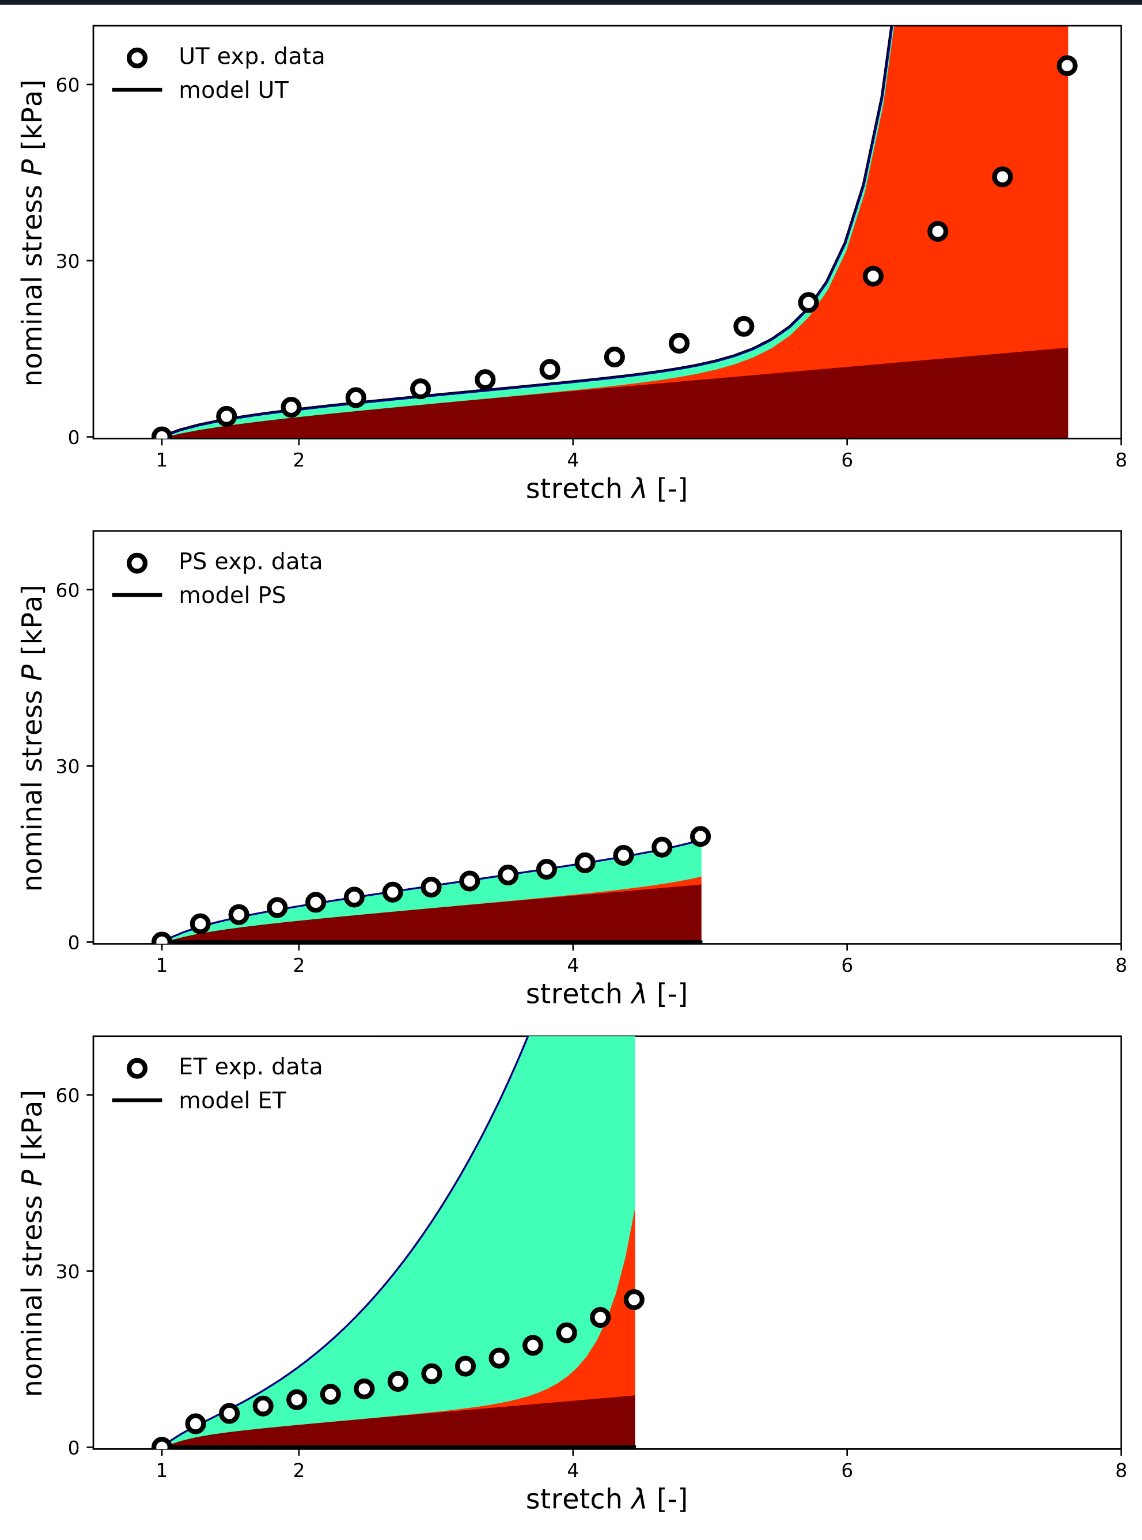 UT exp. data
model UT
60
30
0
nominal stress P [kPa]
1 2 4 6 8
stretch λ [-]
PS exp. data
model PS
60
30
0
nominal stress P [kPa]
1 2 4 6 8
stretch λ [-]
ET exp. data
model ET
60
30
0
nominal stress P [kPa]
1 2 4 6 8
stretch λ [-]